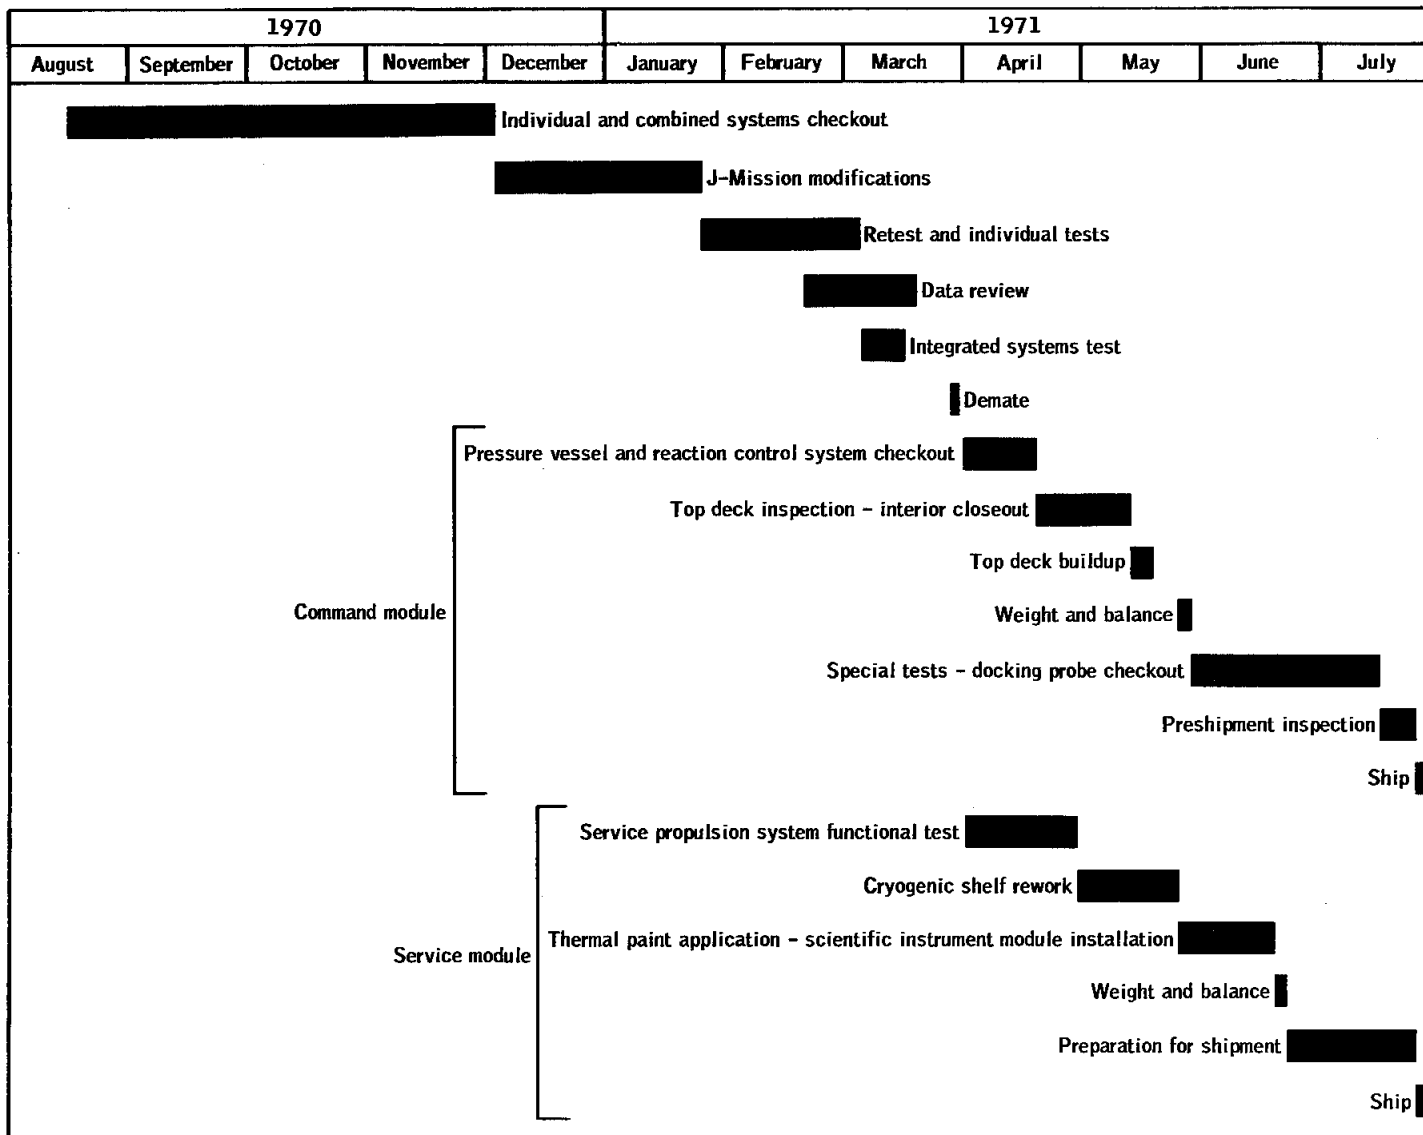 1970 1971
August September October November December January February March April May June July
Individual and combined systems checkout
J-Mission modifications
Retest and individual tests
Data review
Integrated systems test
Demate
Pressure vessel and reaction control system checkout
Top deck inspection - interior closeout
Top deck buildup
Command module
Weight and balance
Special tests - docking probe checkout
Preshipment inspection
Ship
Service propulsion system functional test
Cryogenic shelf rework
Thermal paint application - scientific instrument module installation
Service module
Weight and balance
Preparation for shipment
Ship